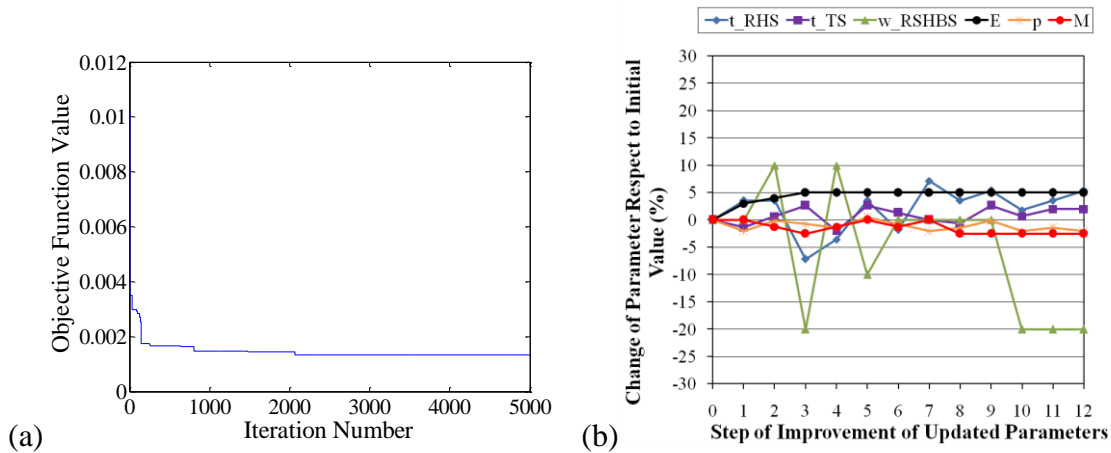 0.012
0.01
0.008
0.006
0.004
0.002
0
Objective Function Value
0 1000 2000 3000 4000 5000
Iteration Number
(a)
t_RHS t_TS w_RSHBS E p M
30
25
20
15
10
5
0
-5
-10
-15
-20
-25
-30
Change of Parameter Respect to Initial
Value (%)
0 1 2 3 4 5 6 7 8 9 10 11 12
Step of Improvement of Updated Parameters
(b)